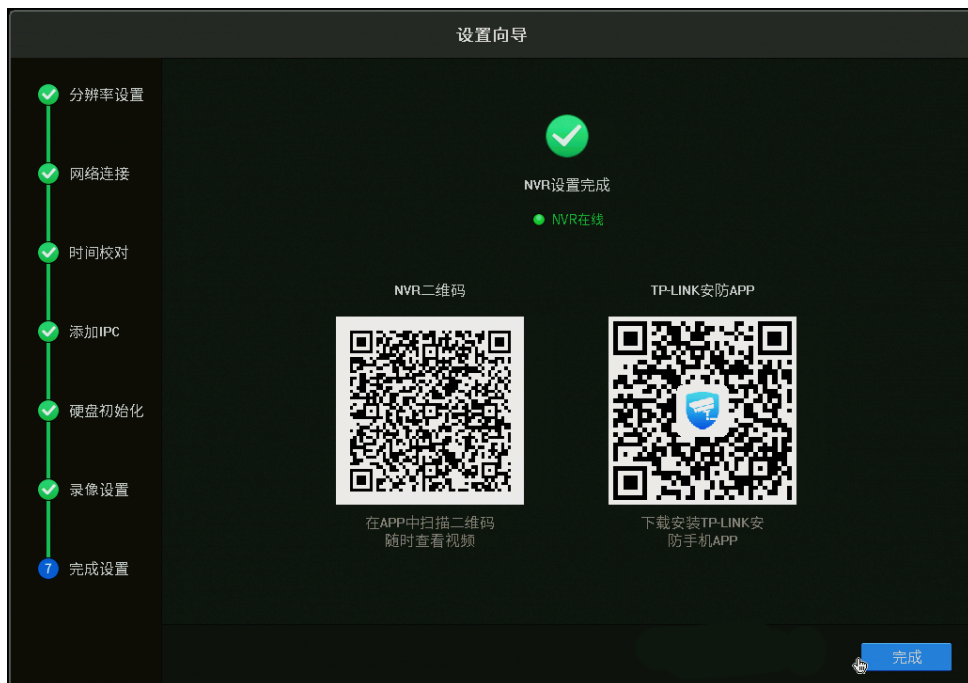 设置向导
分辨率设置
网络连接
时间校对
添加IPC
硬盘初始化
录像设置
7
完成设置
NVR设置完成
NVR在线
NVR二维码
TP-LINK安防APP
在APP中扫描二维码
随时查看视频
下载安装TP-LINK安
防手机APP
完成